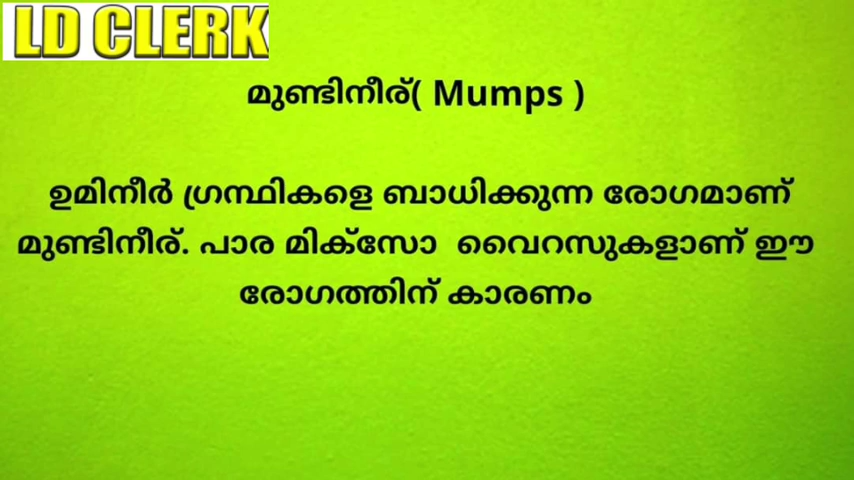 LD CLERK
മുണ്ടിനീര്( Mumps )
ഉമിനീർ ഗ്രന്ഥികളെ ബാധിക്കുന്ന രോഗമാണ്
മുണ്ടിനീര്. പാര മിക്സോ വൈറസുകളാണ് ഈ
രോഗത്തിന് കാരണം